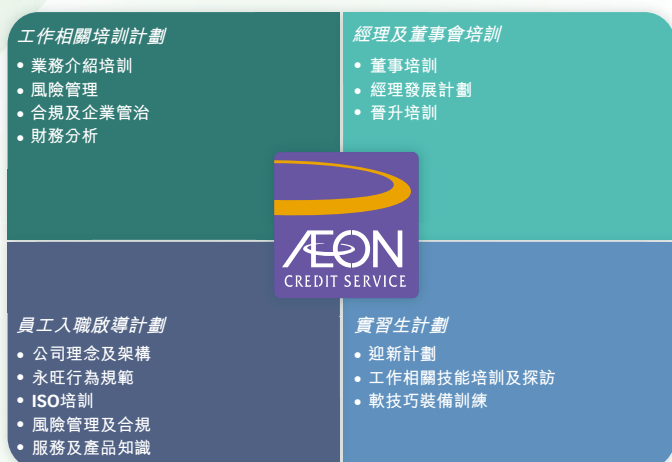 工作相關培訓計劃
• 業務介紹培訓
• 風險管理
• 合規及企業管治
• 財務分析
經理及董事會培訓
• 董事培訓
• 經理發展計劃
• 晉升培訓
ÆON
CREDIT SERVICE
員工入職啟導計劃
• 公司理念及架構
• 永旺行為規範
• ISO培訓
• 風險管理及合規
• 服務及產品知識
實習生計劃
• 迎新計劃
• 工作相關技能培訓及探訪
• 軟技巧裝備訓練